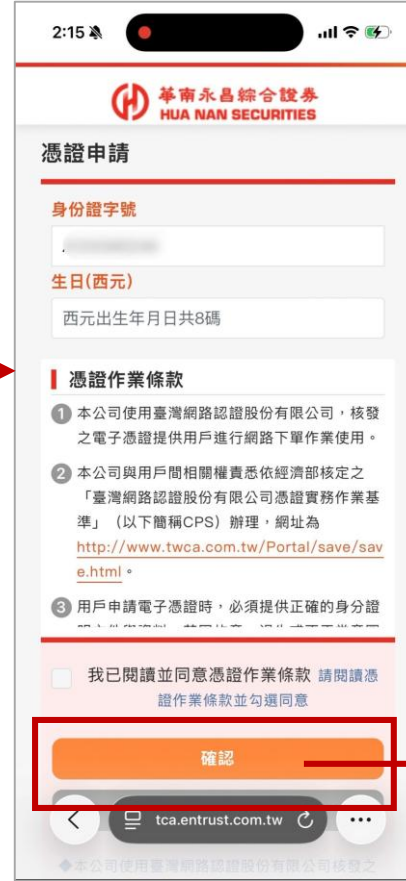 2:15
華南永昌綜合證券
HUA NAN SECURITIES
憑證申請
身份證字號
生日(西元)
西元出生年月日共8碼
憑證作業條款
1 本公司使用臺灣網路認證股份有限公司，核發
之電子憑證提供用戶進行網路下單作業使用。
2 本公司與用戶間相關權責悉依經濟部核定之
「臺灣網路認證股份有限公司憑證實務作業基
準」（以下簡稱CPS）辦理，網址為
http://www.twca.com.tw/Portal/save/sav
e.html。
3 用戶申請電子憑證時，必須提供正確的身分證
我已閱讀並同意憑證作業條款 請閱讀憑
證作業條款並勾選同意
確認
tca.entrust.com.tw
◆本公司使用臺灣網路認證股份有限公司核發之